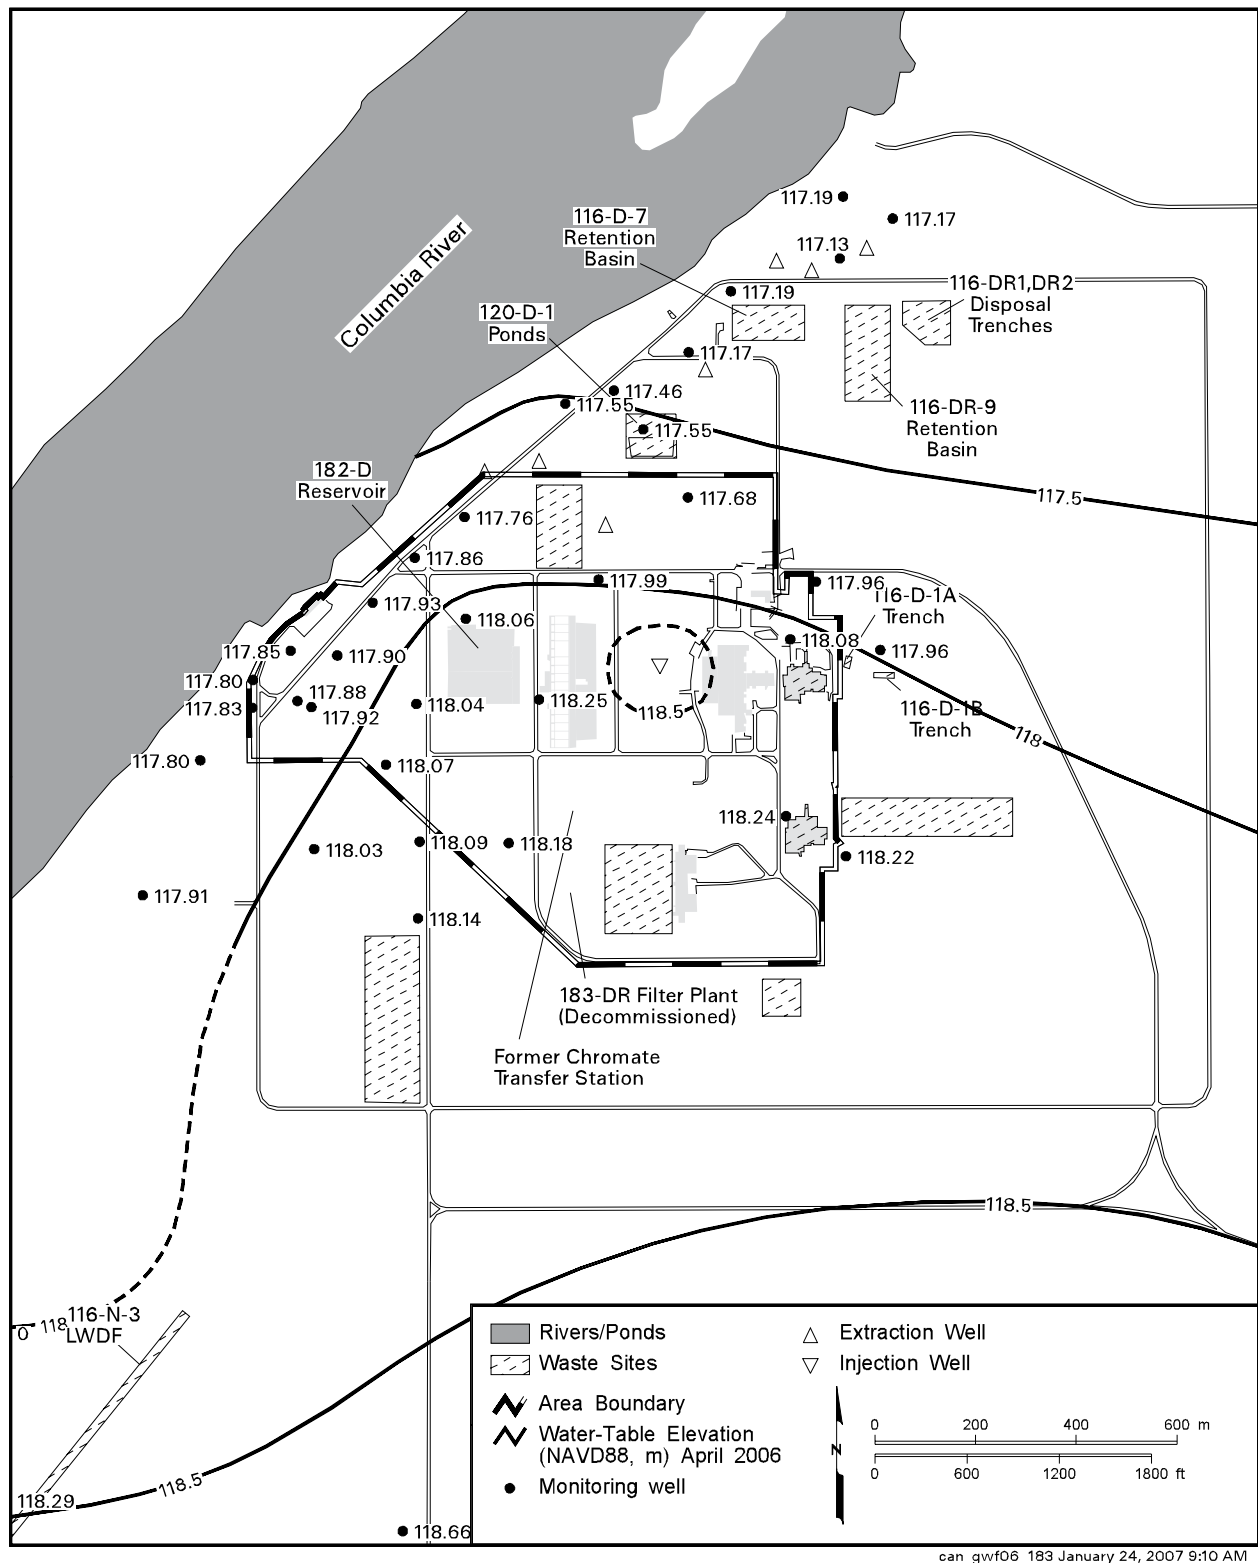 117.19
117.17
116-D-7
Retention
Basin
117.13
Columbia River
117.19
116-DR1,DR2
Disposal
Trenches
120-D-1
Ponds
117.17
117.46
117.55
117.55
116-DR-9
Retention
Basin
182-D
Reservoir
117.68
117.5
117.76
117.86
117.99
117.96
116-D-1A
Trench
117.93
118.06
118.08
117.85
117.90
117.96
117.80
117.88
118.25
117.83
117.92
118.04
118.5
116-D-1B
Trench
118
117.80
118.07
118.24
118.09
118.18
118.03
118.22
117.91
118.14
183-DR Filter Plant
(Decommissioned)
Former Chromate
Transfer Station
118.5
116-N-3
LWDF
0
118
118.5
118.29
118.66
Rivers/Ponds
Waste Sites
Area Boundary
Water-Table Elevation
(NAVD88, m) April 2006
Monitoring well
Extraction Well
Injection Well
N
0 200 400 600 m
0 600 1200 1800 ft
can_gwf06_183 January 24, 2007 9:10 AM